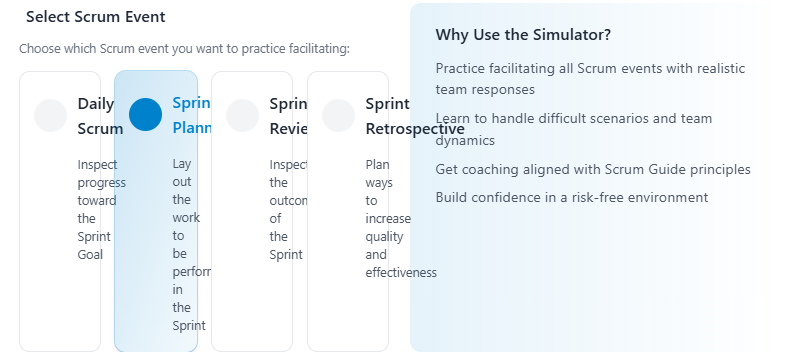 Select Scrum Event
Choose which Scrum event you want to practice facilitating:
Daily
Scrum
Inspect
progress
toward
the
Sprint
Goal
Sprin
Plann
Lay
out
the
work
to
be
perfor
in
the
Sprint
Sprin
Revie
Inspect
the
outcon
of
the
Sprint
Sprint
Retrospective
Plan
ways
to
increase
quality
and
effectiveness
Why Use the Simulator?
Practice facilitating all Scrum events with realistic
team responses
Learn to handle difficult scenarios and team
dynamics
Get coaching aligned with Scrum Guide principles
Build confidence in a risk-free environment